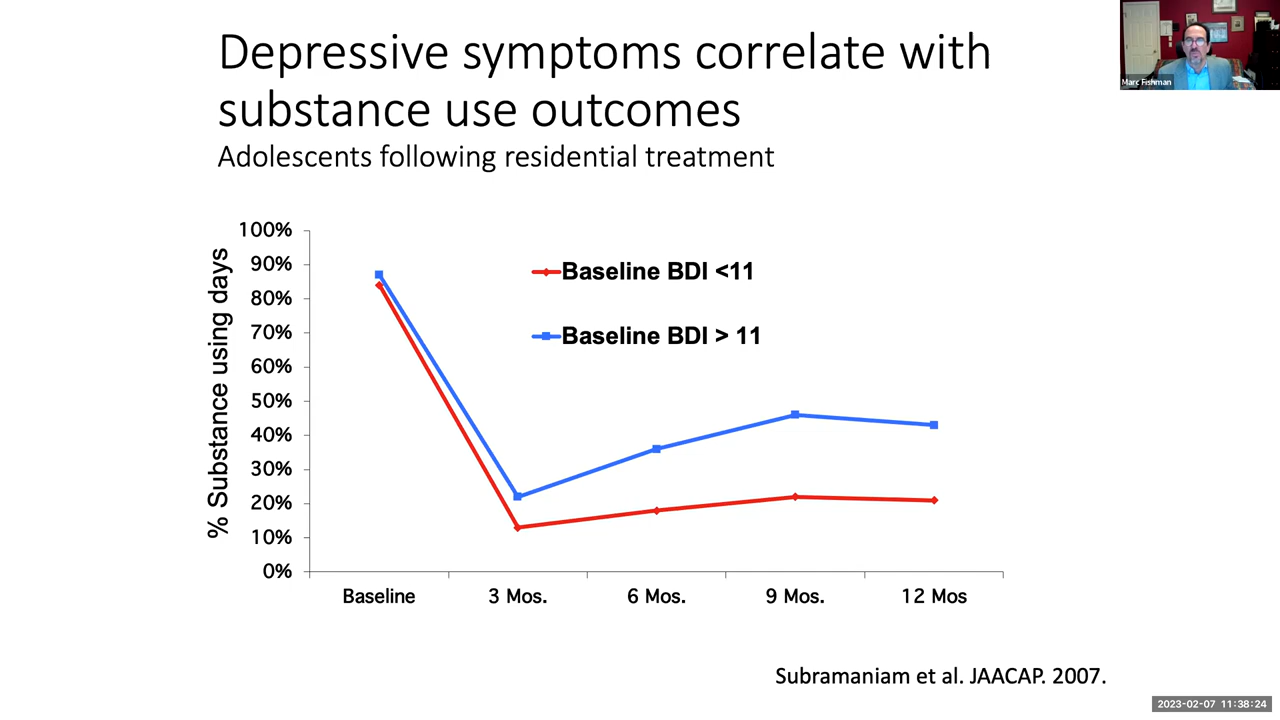 Depressive symptoms correlate with
substance use outcomes
Adolescents following residential treatment
Marc Fishman
% Substance using days
100%
90%
80%
70%
60%
50%
40%
30%
20%
10%
0%
Baseline BDI <11
Baseline BDI > 11
Baseline
3 Mos.
6 Mos.
9 Mos.
12 Mos
Subramaniam et al. JAACAP. 2007.
2023-02-07 11:38:24